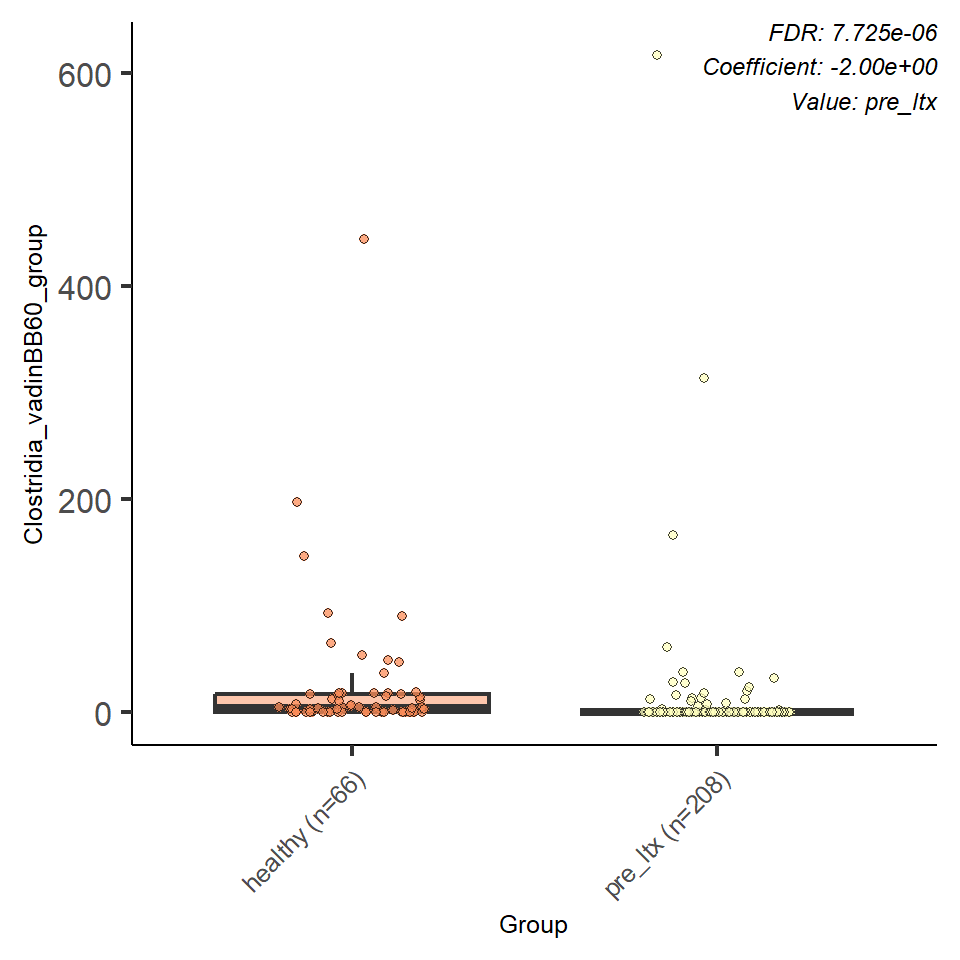 FDR: 7.725e-06
Coefficient: -2.00e+00
Value: pre_ltx
Clostridia_vadinBB60_group
600
400
200
0
healthy (n=66)
pre_ltx (n=208)
Group